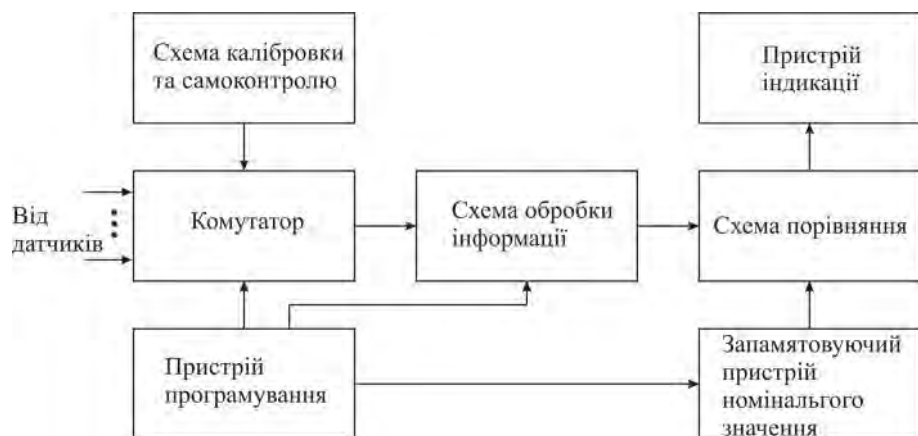 Схема калібровки
та самоконтролю
Пристрій
індикації
Від
датчиків
Комутатор
Схема обробки
інформації
Схема порівняння
Пристрій
програмування
Запамятовуючий
пристрій
номінального
значення